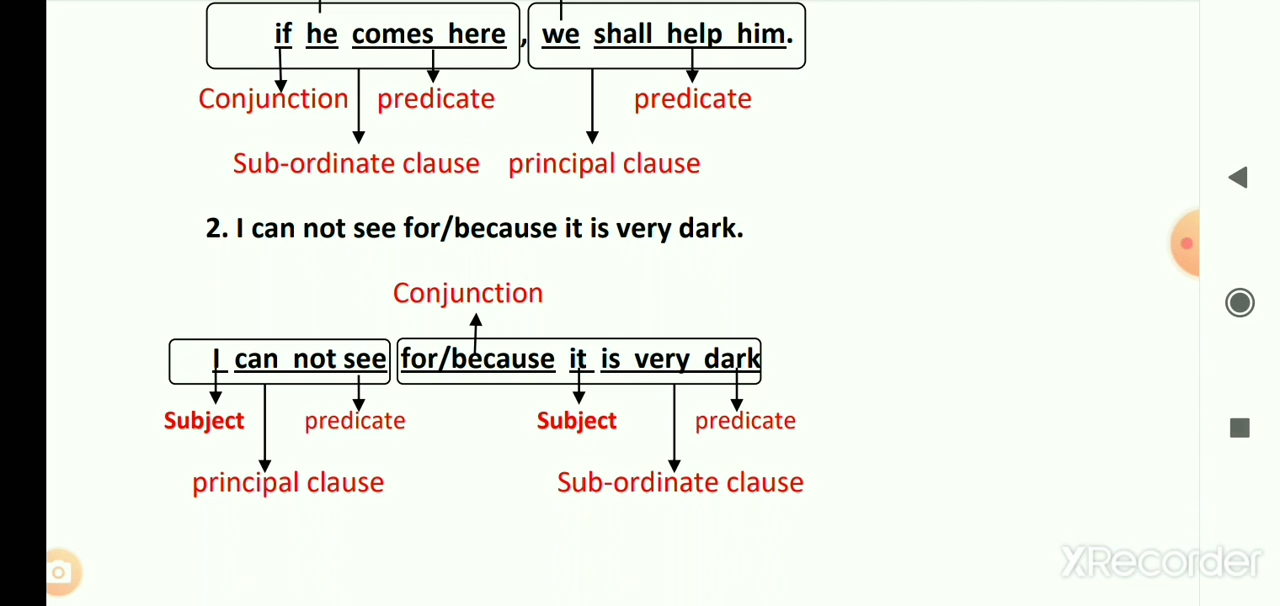 if he comes here , we shall help him.
Conjunction predicate predicate
Sub-ordinate clause principal clause
2. I can not see for/because it is very dark.
Conjunction
I can not see for/because it is very dark
Subject predicate Subject predicate
principal clause Sub-ordinate clause
XRecorder